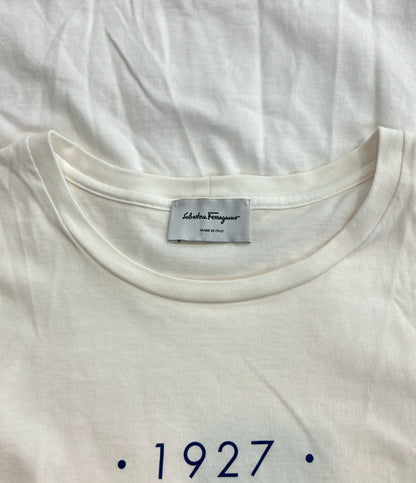 Salvatore Ferragamo
MADE IN ITALY
• 1927 •